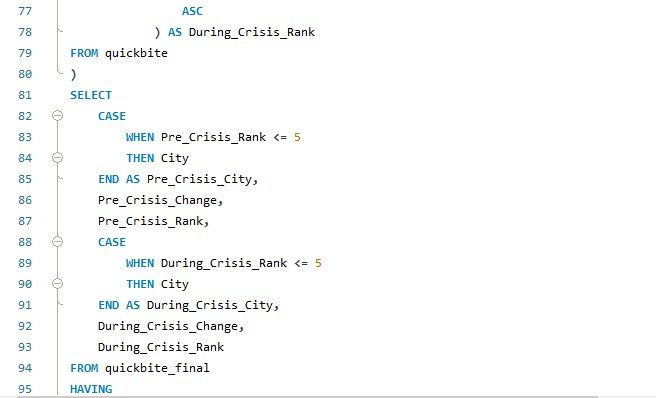 77 ASC
78 ) AS During_Crisis_Rank
79 FROM quickbite
80 )
81 SELECT
82 CASE
83 WHEN Pre_Crisis_Rank <= 5
84 THEN City
85 END AS Pre_Crisis_City,
86 Pre_Crisis_Change,
87 Pre_Crisis_Rank,
88 CASE
89 WHEN During_Crisis_Rank <= 5
90 THEN City
91 END AS During_Crisis_City,
92 During_Crisis_Change,
93 During_Crisis_Rank
94 FROM quickbite_final
95 HAVING